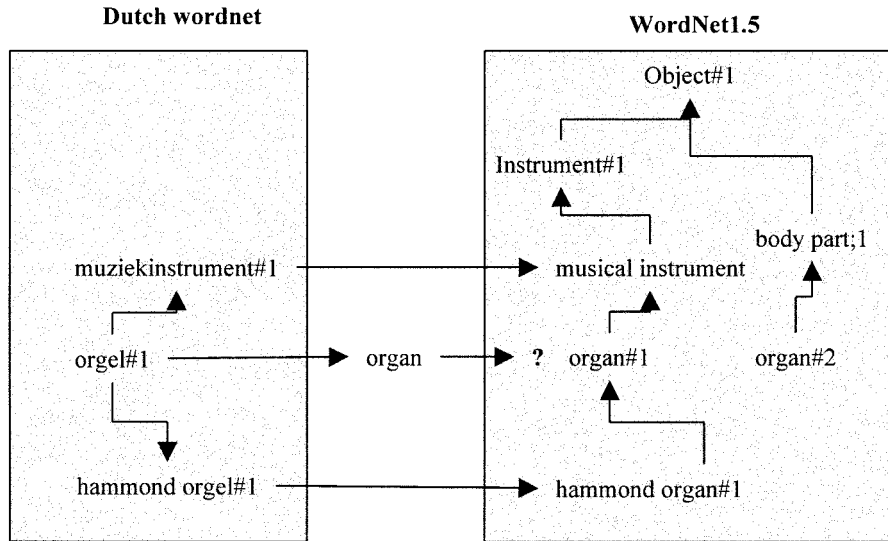 Dutch wordnet
WordNet1.5
Object#1
Instrument#1
body part;1
muziekinstrument#1
musical instrument
orgel#1
organ
?
organ#1
organ#2
hammond orgel#1
hammond organ#1